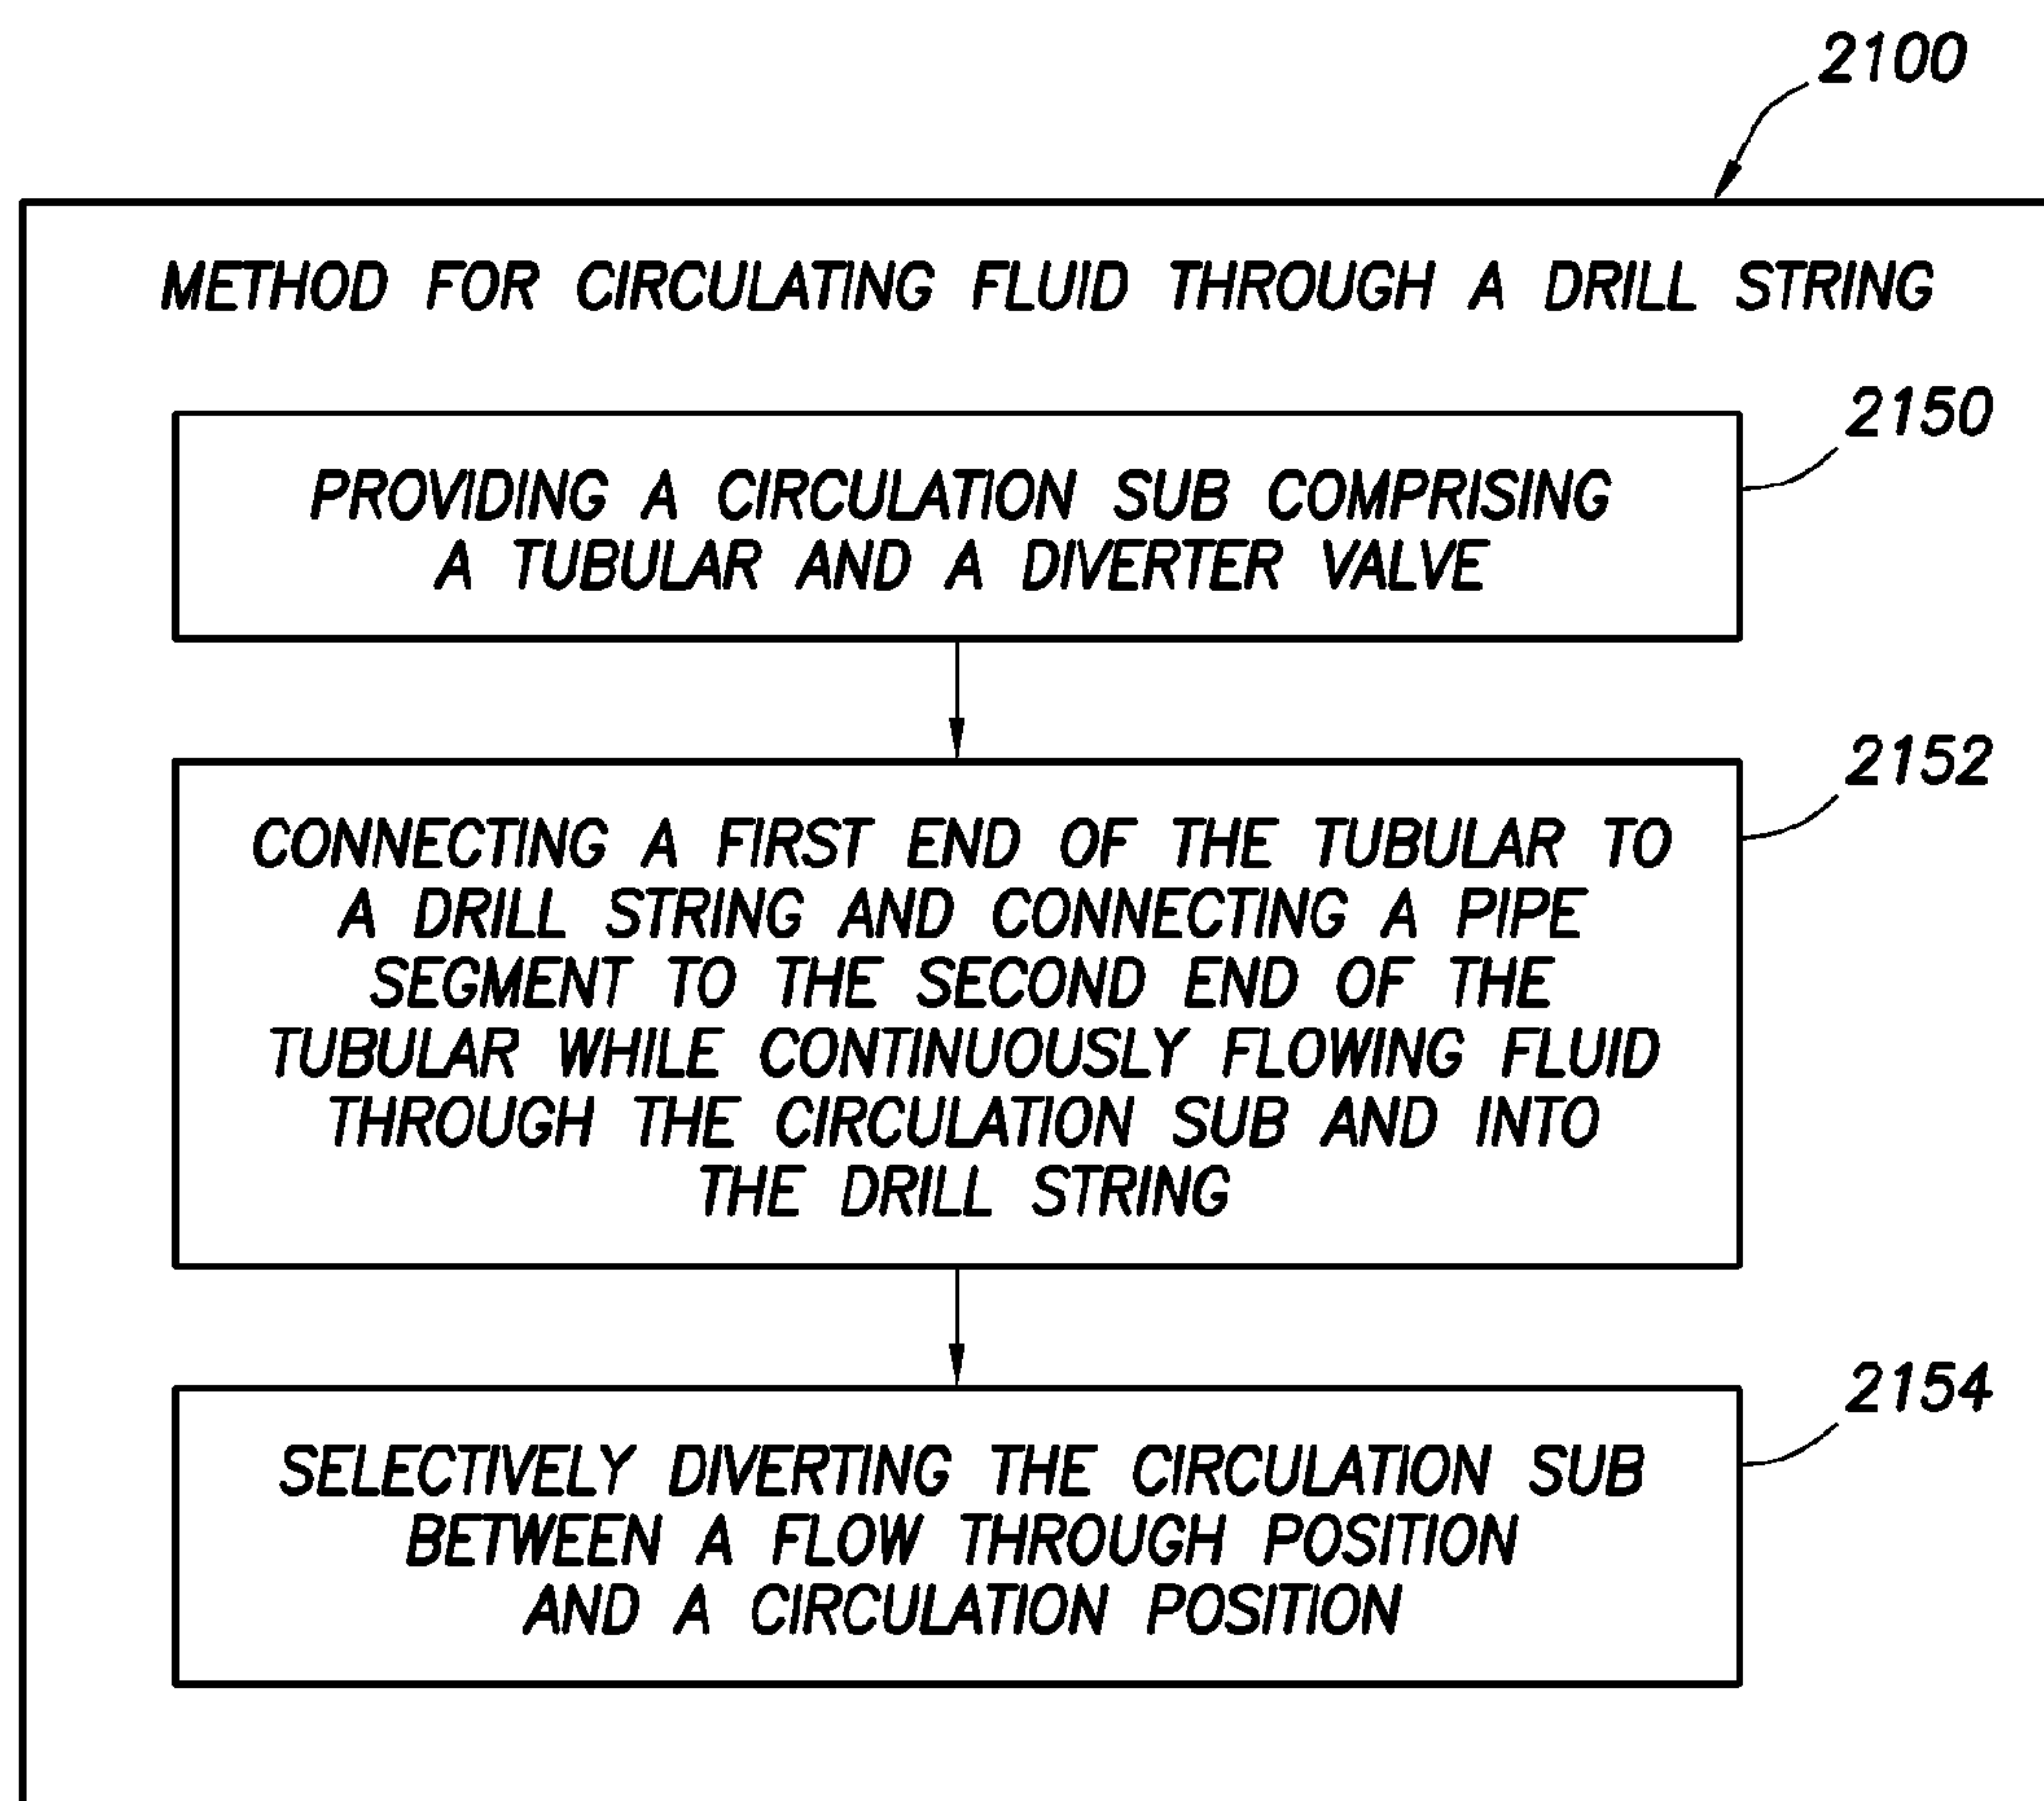 2100
METHOD FOR CIRCULATING FLUID THROUGH A DRILL STRING
2150
PROVIDING A CIRCULATION SUB COMPRISING
A TUBULAR AND A DIVERTER VALVE
2152
CONNECTING A FIRST END OF THE TUBULAR TO
A DRILL STRING AND CONNECTING A PIPE
SEGMENT TO THE SECOND END OF THE
TUBULAR WHILE CONTINUOUSLY FLOWING FLUID
THROUGH THE CIRCULATION SUB AND INTO
THE DRILL STRING
2154
SELECTIVELY DIVERTING THE CIRCULATION SUB
BETWEEN A FLOW THROUGH POSITION
AND A CIRCULATION POSITION